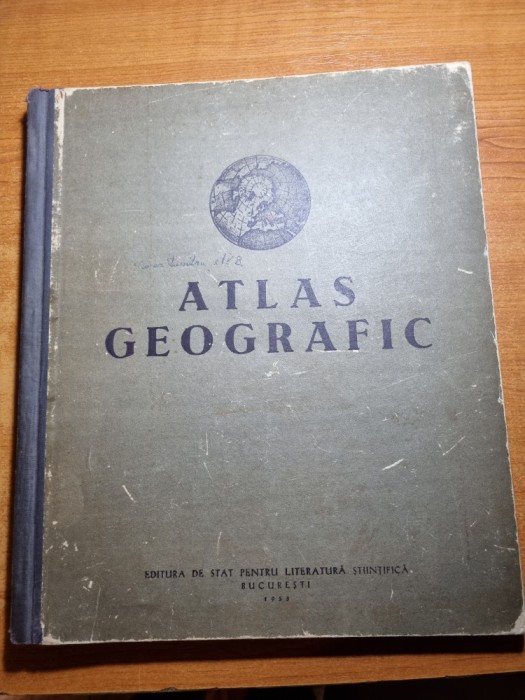 ATLAS
GEOGRAFIC
EDITURA DE STAT PENTRU LITERATURĂ ȘTIINȚIFICĂ
BUCUREȘTI